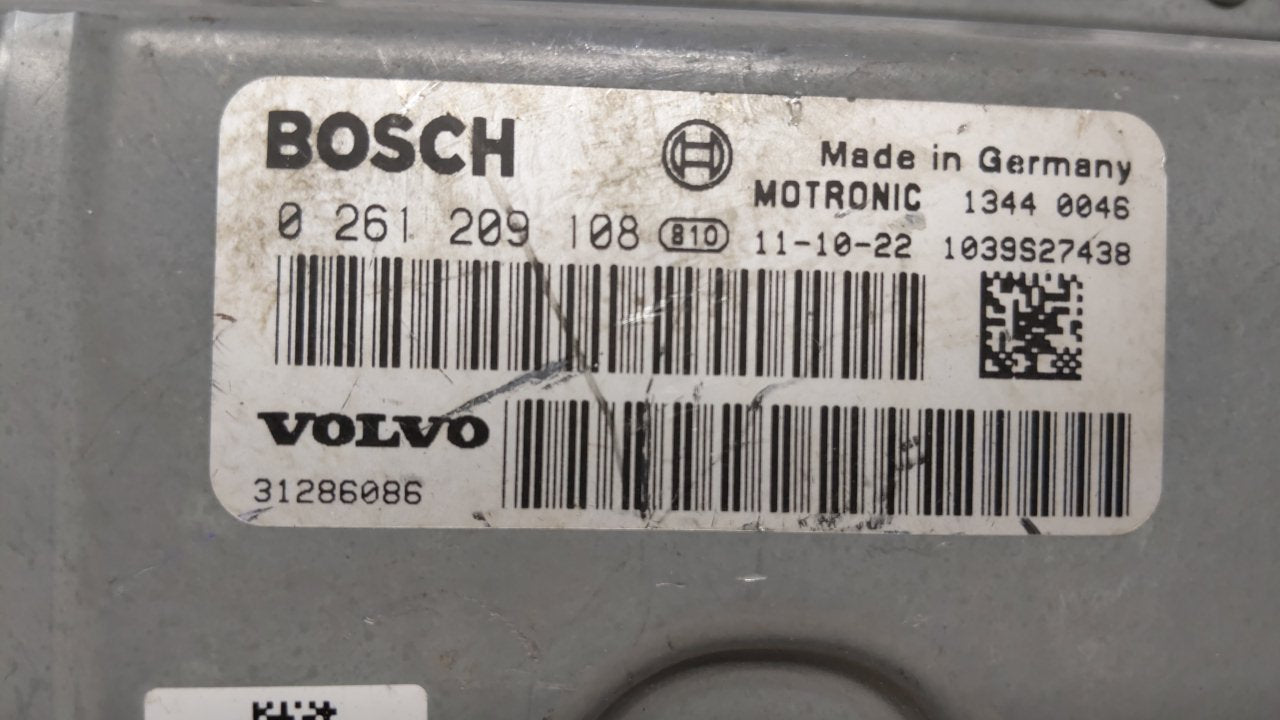 BOSCH
Made in Germany
MOTRONIC 1344 0046
0 261 209 108 810 11-10-22 1039S27438
VOLVO
31286086